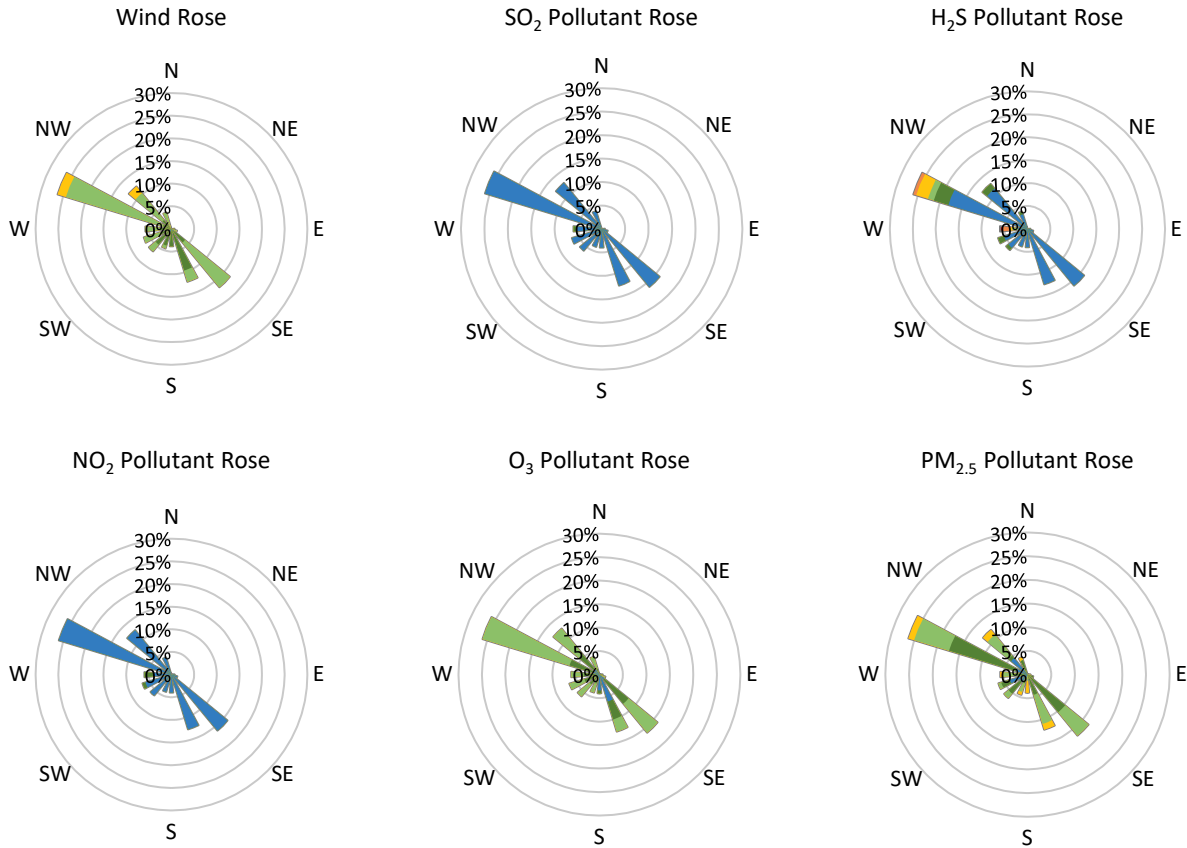 Wind Rose
N
30%
25%
20%
15%
10%
5%
0%
NW
NE
W
E
SW
SE
S
SO₂ Pollutant Rose
N
30%
25%
20%
15%
10%
5%
0%
NW
NE
W
E
SW
SE
S
H₂S Pollutant Rose
N
30%
25%
20%
15%
10%
5%
0%
NW
NE
W
E
SW
SE
S
NO₂ Pollutant Rose
N
30%
25%
20%
15%
10%
5%
0%
NW
NE
W
E
SW
SE
S
O₃ Pollutant Rose
N
30%
25%
20%
15%
10%
5%
0%
NW
NE
W
E
SW
SE
S
PM₂.₅ Pollutant Rose
N
30%
25%
20%
15%
10%
5%
0%
NW
NE
W
E
SW
SE
S